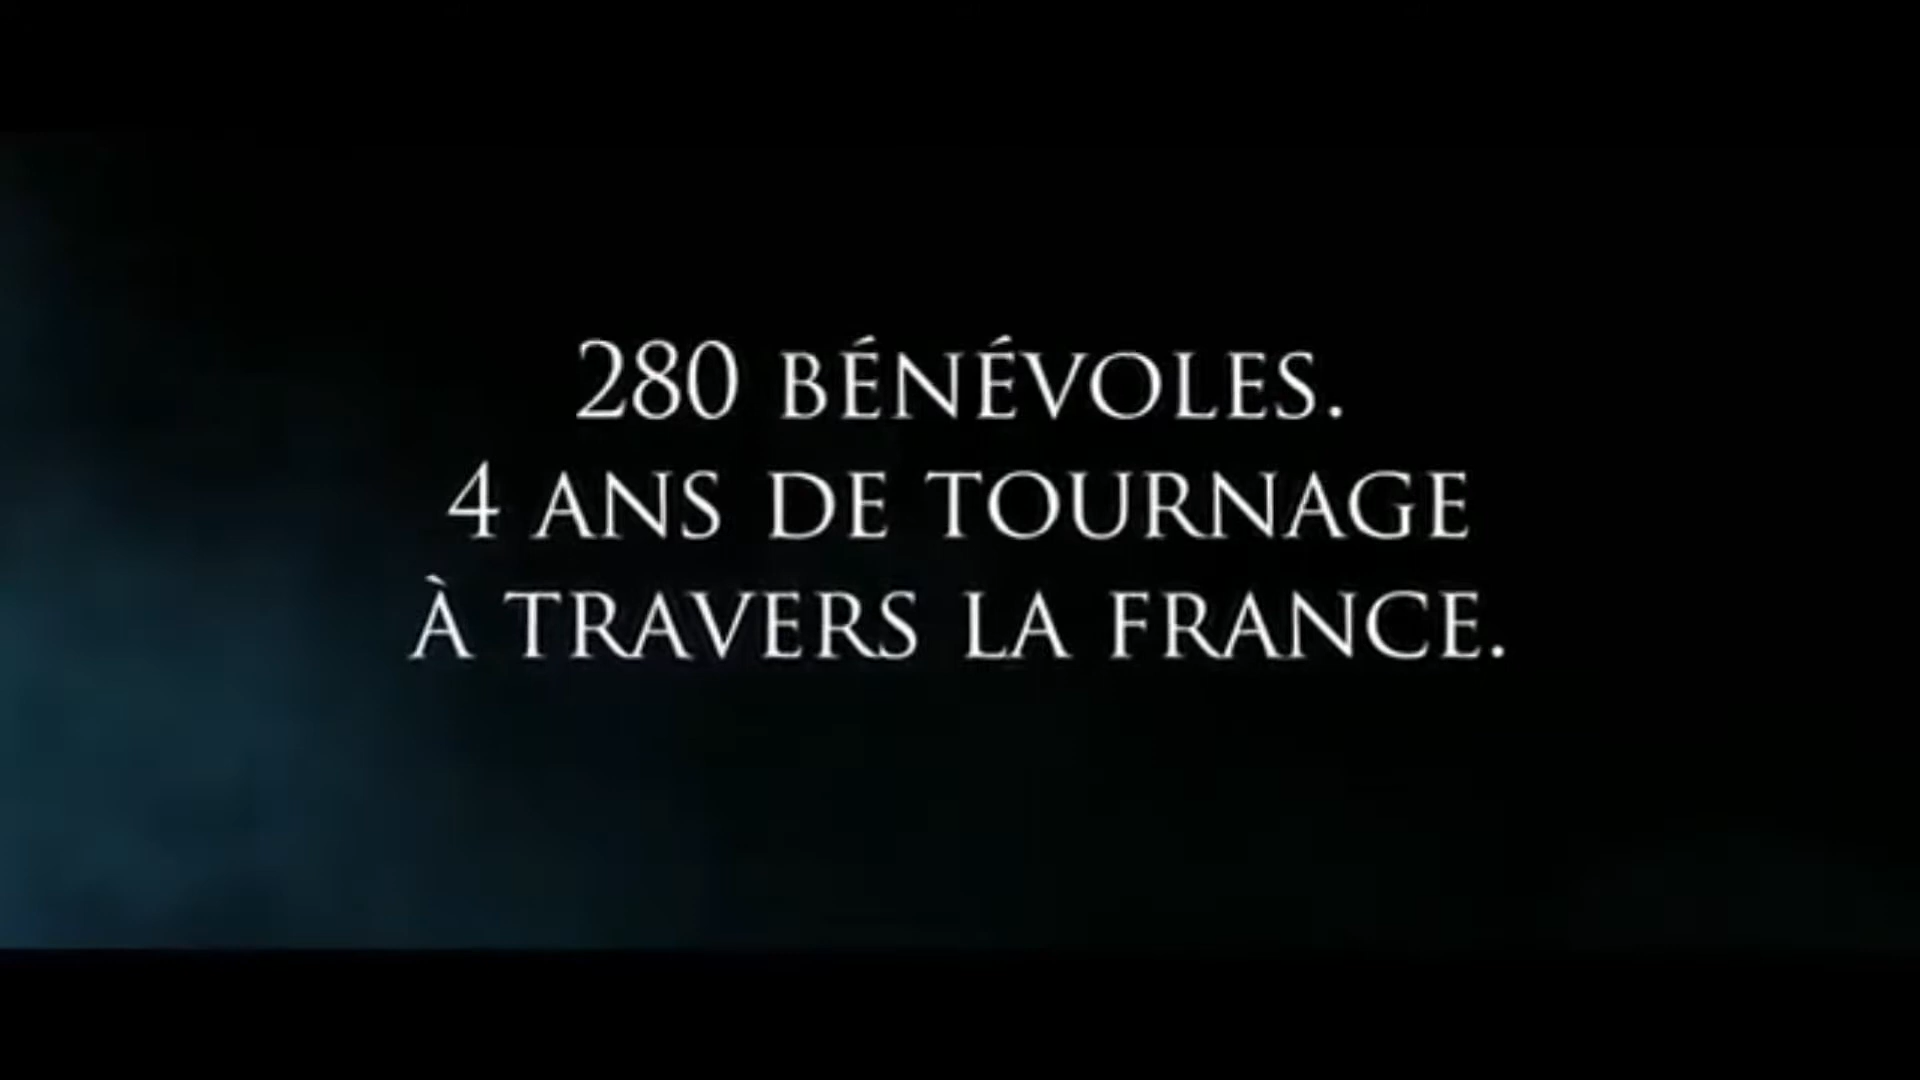 280 BÉNÉVOLES.
4 ANS DE TOURNAGE
À TRAVERS LA FRANCE.